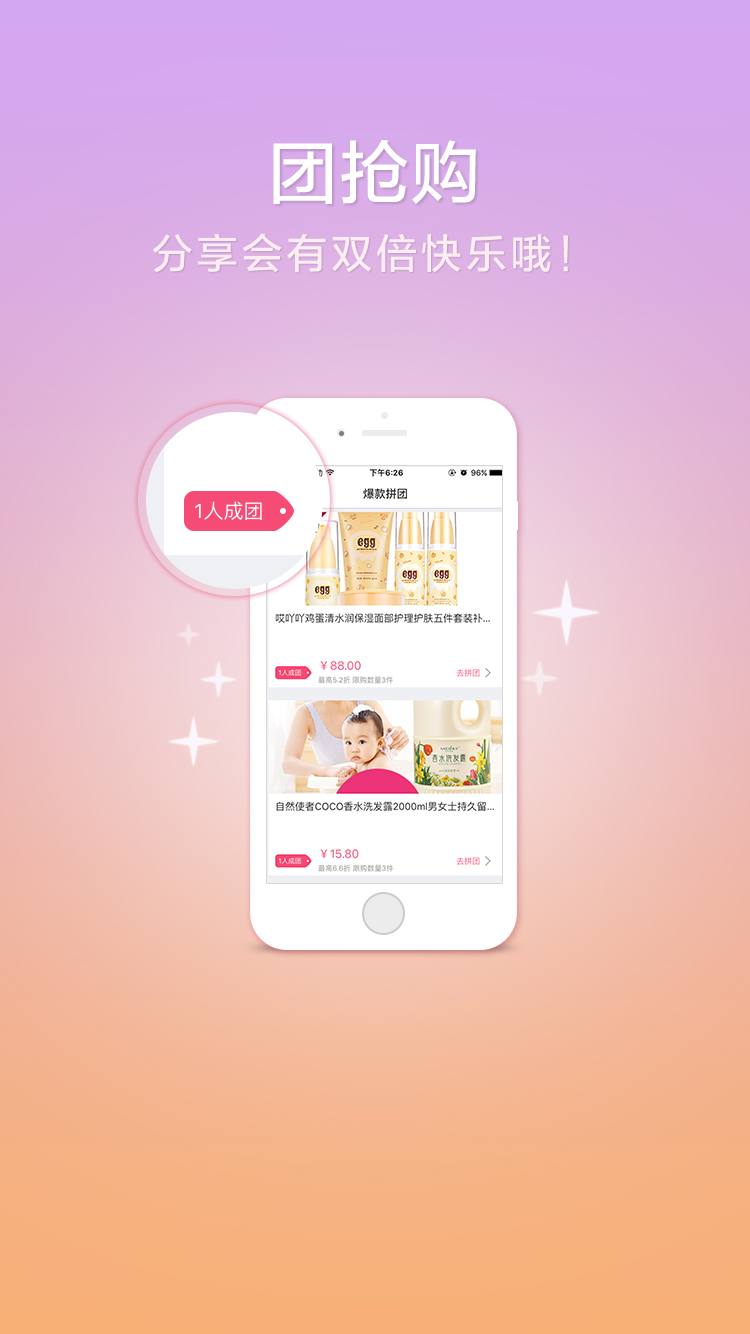 团抢购
分享会有双倍快乐哦！
下午6:26
96%
爆款拼团
1人成团
egg
egg
egg
egg
哎吖吖鸡蛋清水润保湿面部护理护肤五件套装补...
¥88.00
1人成团
最高5.2折 限购数量3件
去拼团
香水洗发露
自然使者COCO香水洗发露2000ml男女士持久留...
¥15.80
1人成团
最高6.6折 限购数量3件
去拼团